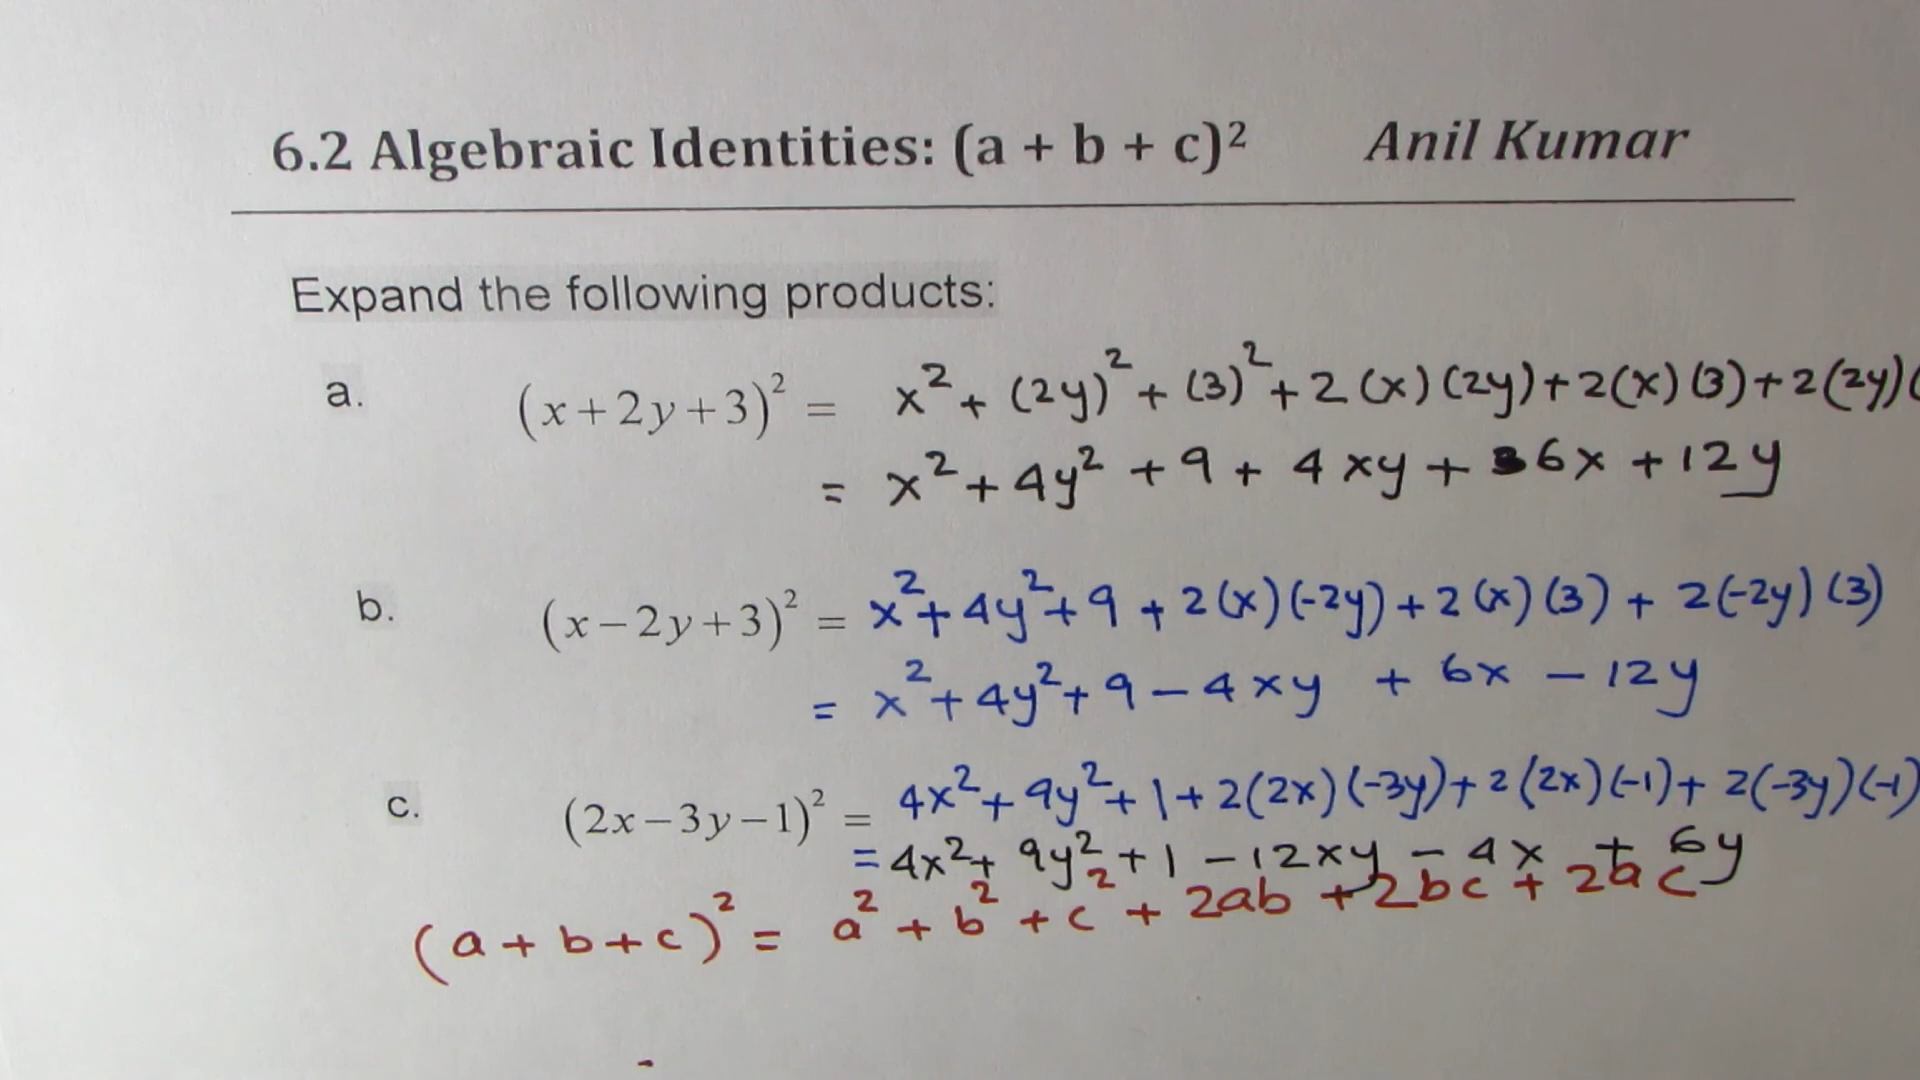 6.2 Algebraic Identities: (a + b + c)² Anil Kumar
Expand the following products:
a. (x+2y+3)² = x² + (2y)² + (3)² + 2(x)(2y) + 2(x)(3) + 2(2y)(
= x² + 4y² + 9 + 4xy + 6x + 12y
b. (x−2y+3)² = x² + 4y² + 9 + 2(x)(-2y) + 2(x)(3) + 2(-2y)(3)
= x² + 4y² + 9 − 4xy + 6x − 12y
c. (2x−3y−1)² = 4x² + 9y² + 1 + 2(2x)(-3y) + 2(2x)(-1) + 2(-3y)(-1)
= 4x² + 9y² + 1 − 12xy − 4x + 6y
(a+b+c)² = a² + b² + c² + 2ab + 2bc + 2ac